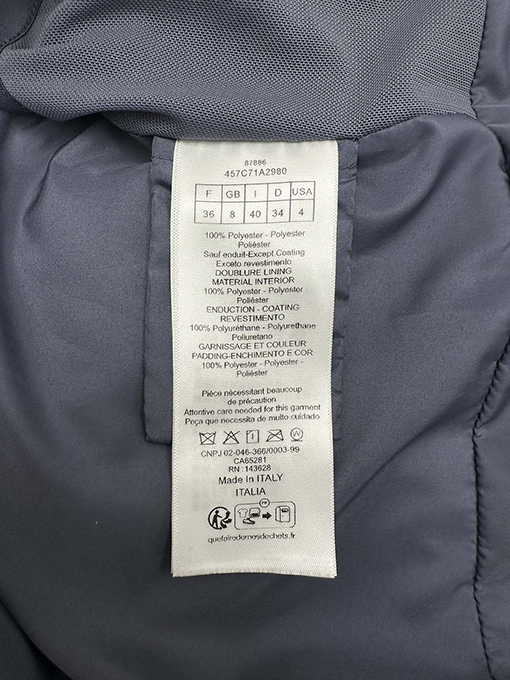 87886
457C71A2980
F GB I D USA
36 8 40 34 4
100% Polyester - Polyester
Poliéster
Sauf enduit-Except Coating
Exceto revestimento
DOUBLURE LINING
MATERIAL INTERIOR
100% Polyester - Polyester
Poliéster
ENDUCTION - COATING
REVESTIMENTO
100% Polyuréthane - Polyurethane
Poliuretano
GARNISSAGE ET COULEUR
PADDING-ENCHIMENTO E COR
100% Polyester - Polyester -
Poliéster
Pièce nécessitant beaucoup
de précaution
Attentive care needed for this garment
Peça que necessita de muito cuidado
W
CNPJ 02-046-366/0003-99
CA65281
RN : 143628
Made In ITALY
ITALIA
FR
quefairedemesdechets.fr